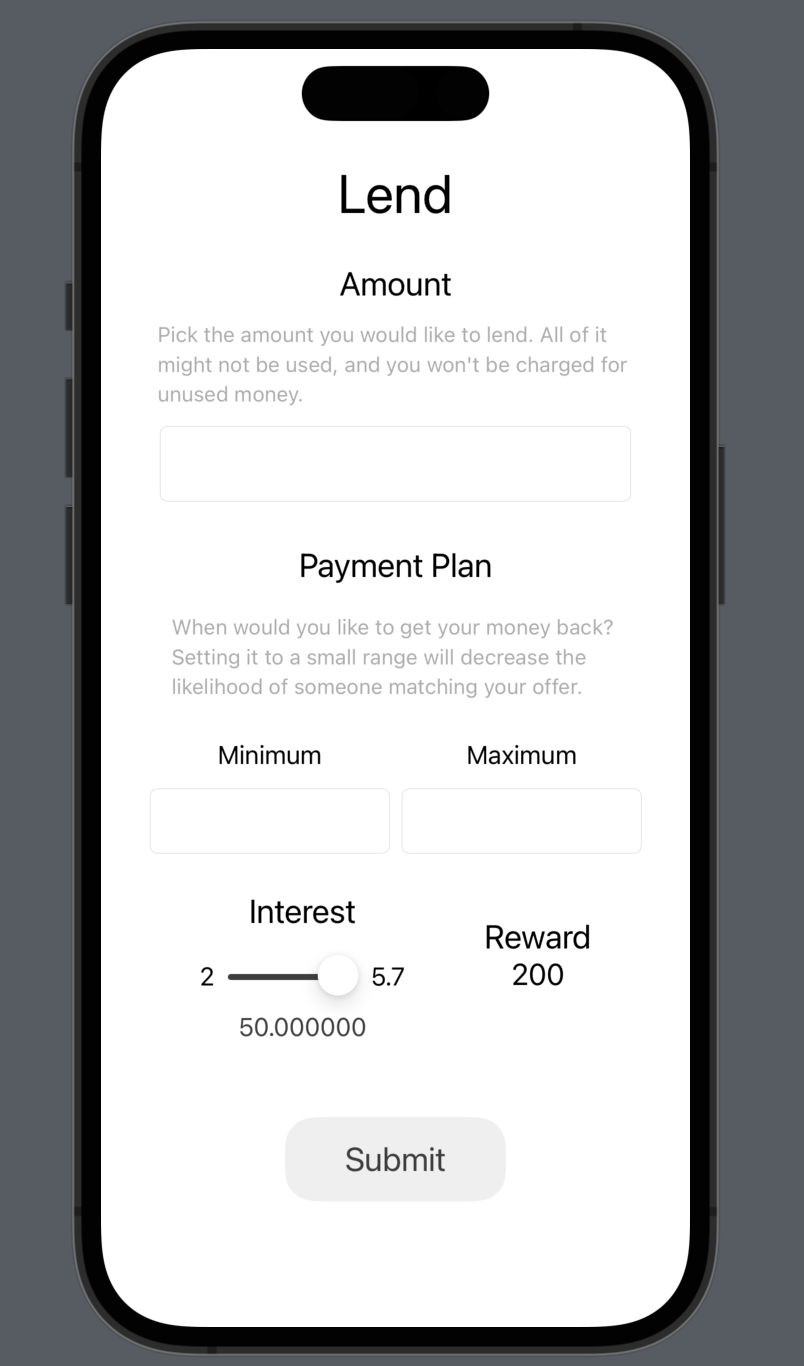 Lend
Amount
Pick the amount you would like to lend. All of it
might not be used, and you won't be charged for
unused money.
Payment Plan
When would you like to get your money back?
Setting it to a small range will decrease the
likelihood of someone matching your offer.
Minimum
Maximum
Interest
2
5.7
50.000000
Reward
200
Submit